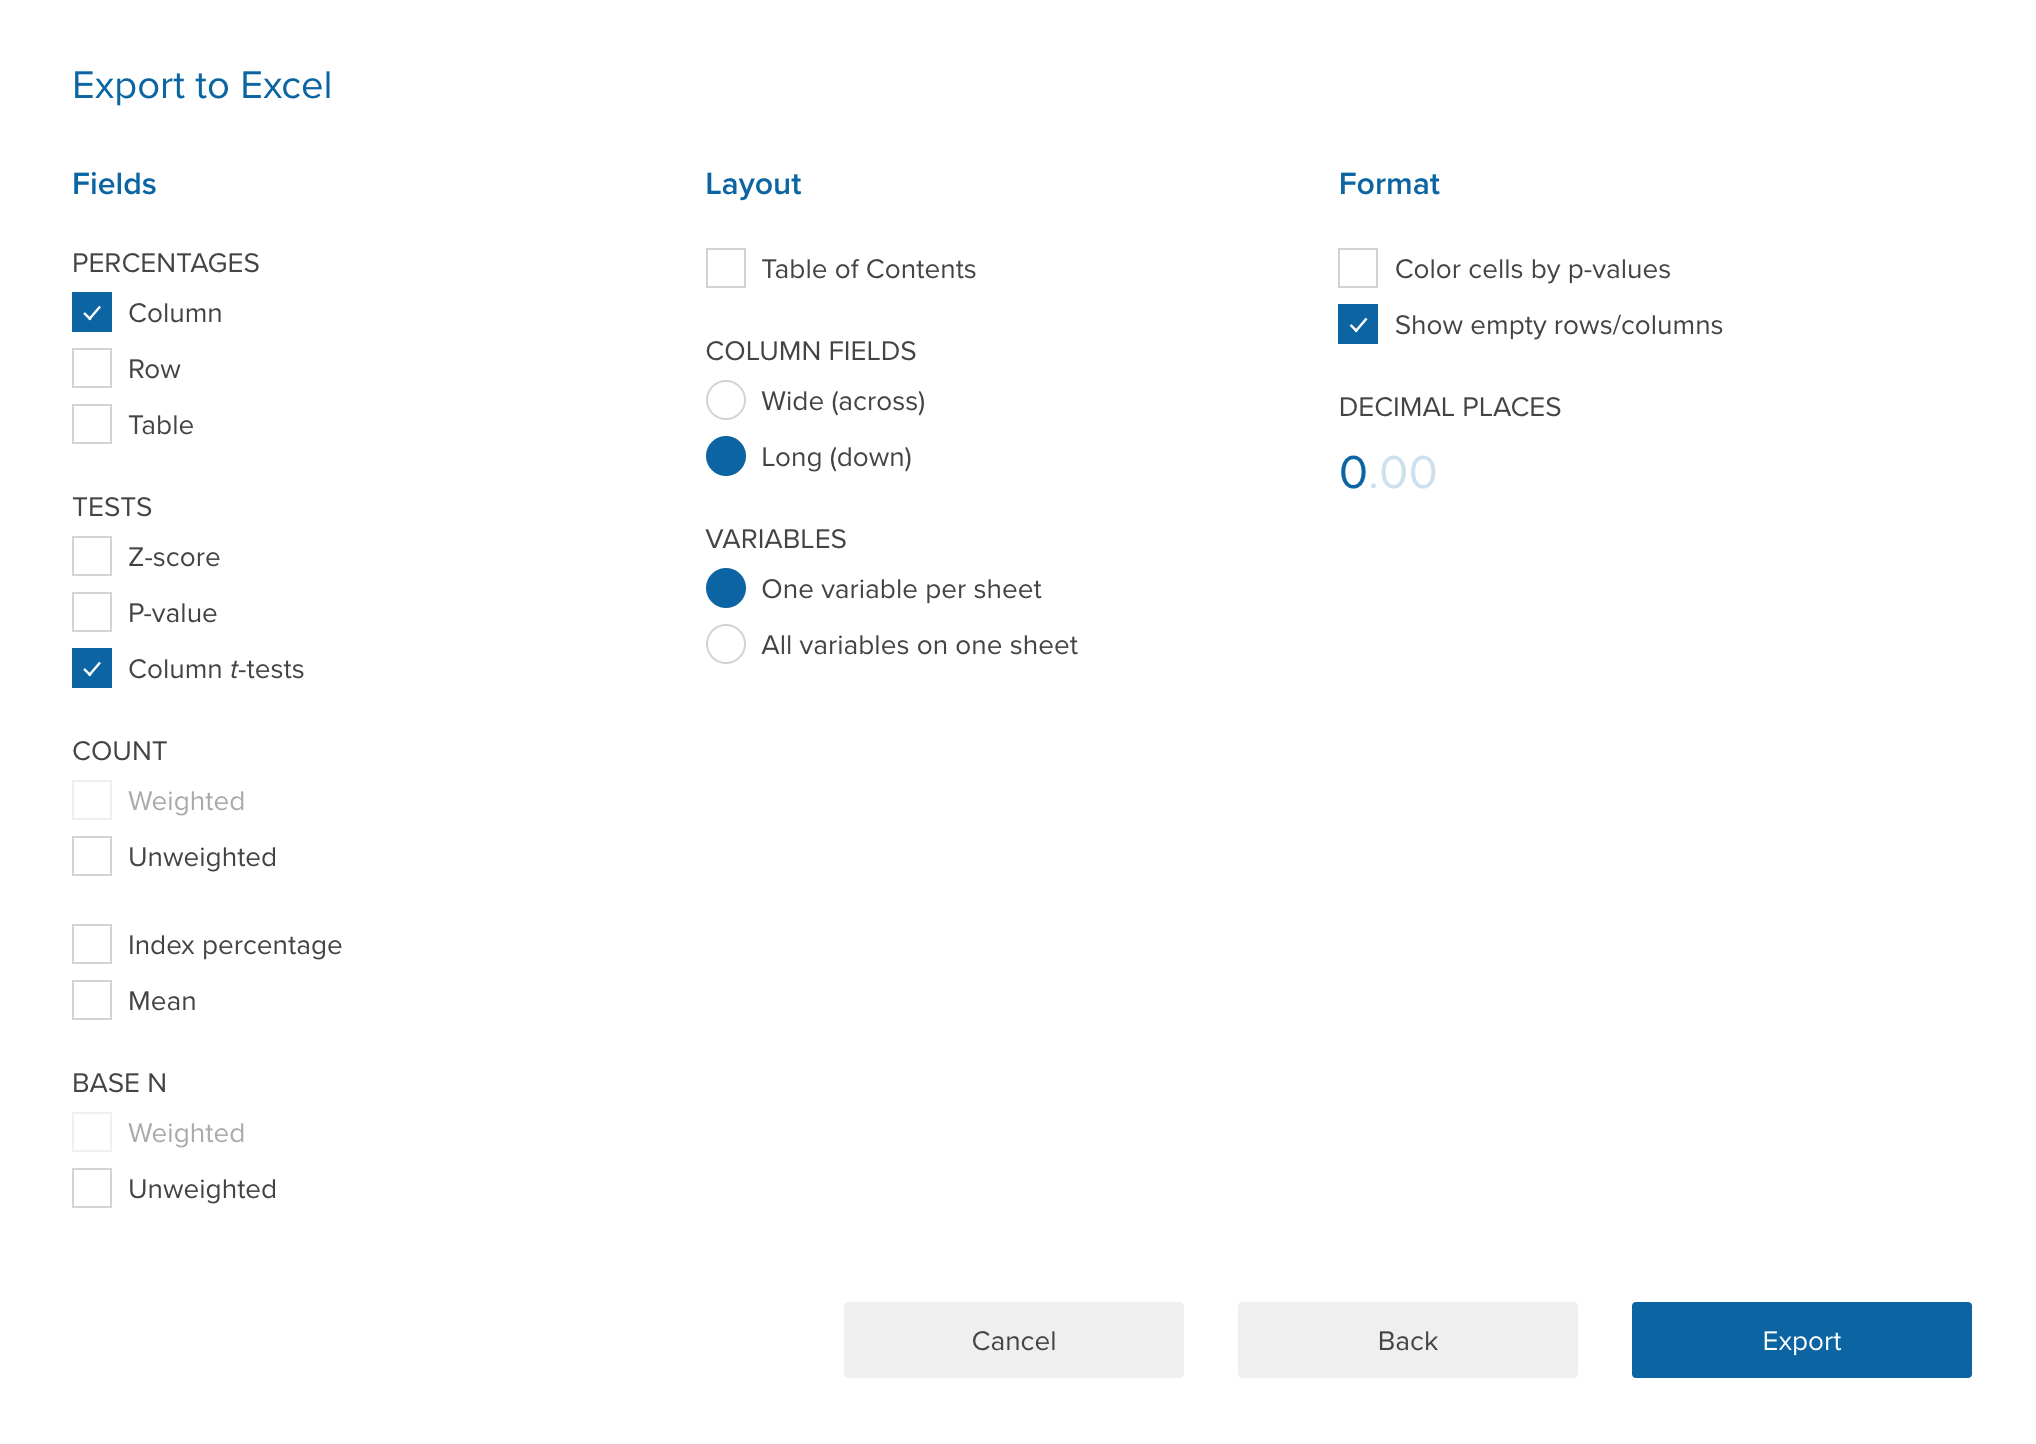 Export to Excel
Fields
PERCENTAGES
Column
Row
Table
TESTS
Z-score
P-value
Column t-tests
COUNT
Weighted
Unweighted
Index percentage
Mean
BASE N
Weighted
Unweighted
Layout
Table of Contents
COLUMN FIELDS
Wide (across)
Long (down)
VARIABLES
One variable per sheet
All variables on one sheet
Format
Color cells by p-values
Show empty rows/columns
DECIMAL PLACES
0.00
Cancel
Back
Export